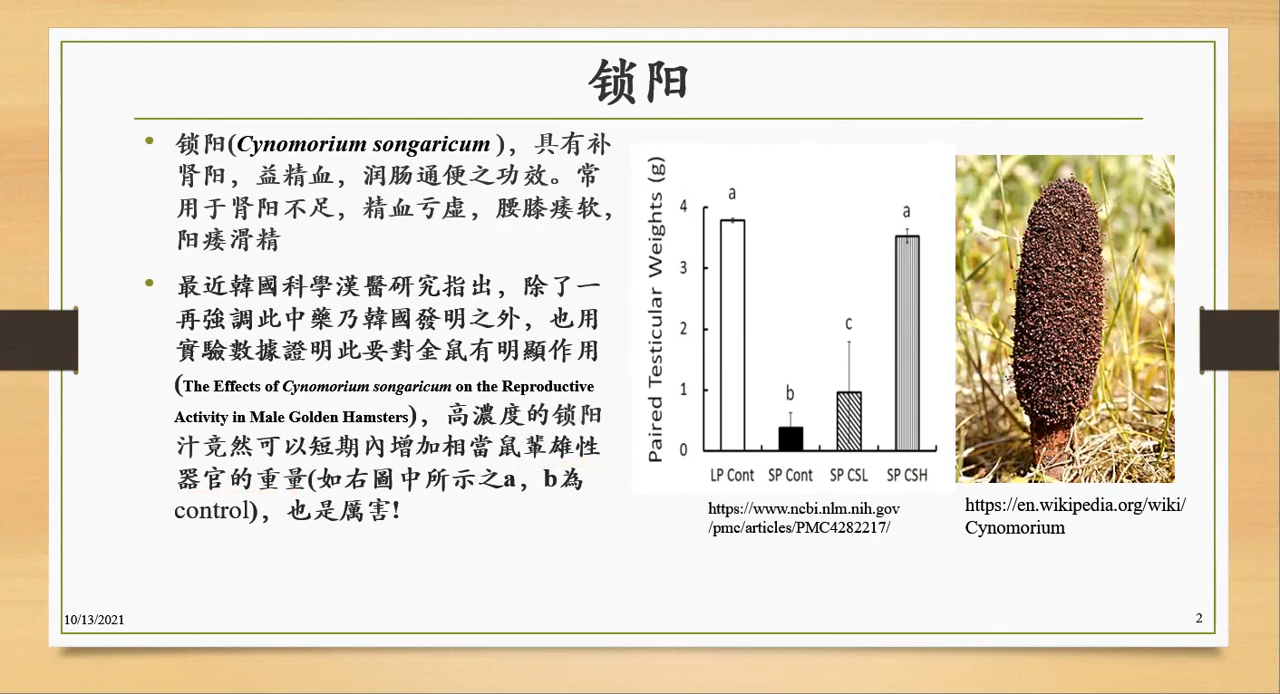 锁阳
• 锁阳(Cynomorium songaricum )，具有补
肾阳，益精血，润肠通便之功效。常
用于肾阳不足，精血亏虚，腰膝痿软，
阳痿滑精
• 最近韓國科學漢醫研究指出，除了一
再強調此中藥乃韓國發明之外，也用
實驗數據證明此要對金鼠有明顯作用
(The Effects of Cynomorium songaricum on the Reproductive
Activity in Male Golden Hamsters)，高濃度的锁阳
汁竟然可以短期內增加相當鼠輩雄性
器官的重量(如右圖中所示之a，b為
control)，也是厲害!
Paired Testicular Weights (g)
4
3
2
1
0
a
b
c
a
LP Cont
SP Cont
SP CSL
SP CSH
https://www.ncbi.nlm.nih.gov
/pmc/articles/PMC4282217/
https://en.wikipedia.org/wiki/
Cynomorium
10/13/2021
2